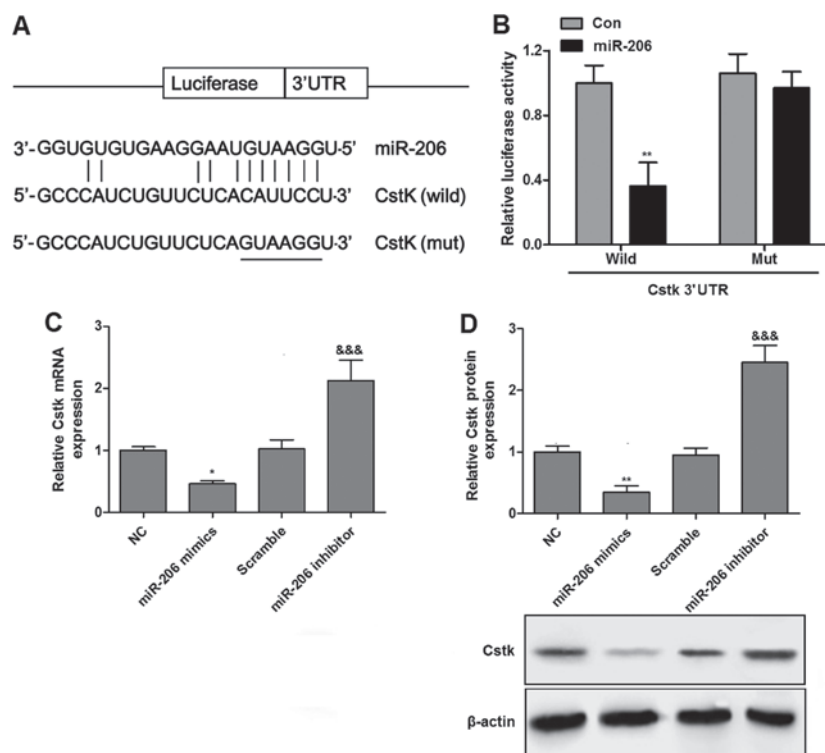 A
Luciferase 3'UTR
3'-GGUGUGUGAAGGAAUGUAAGGU-5' miR-206
5'-GCCCAUCUGUUCUCACAUUCCU-3' CstK (wild)
5'-GCCCAUCUGUUCUCAGUAAGGU-3' CstK (mut)
B
Con
miR-206
Relative luciferase activity
1.2
0.8
0.4
0.0
**
Wild Mut
Cstk 3'UTR
C
Relative Cstk mRNA
expression
3
2
1
0
*
&&&
NC
miR-206 mimics
Scramble
miR-206 inhibitor
D
Relative Cstk protein
expression
3
2
1
0
**
&&&
NC
miR-206 mimics
Scramble
miR-206 inhibitor
Cstk
β-actin